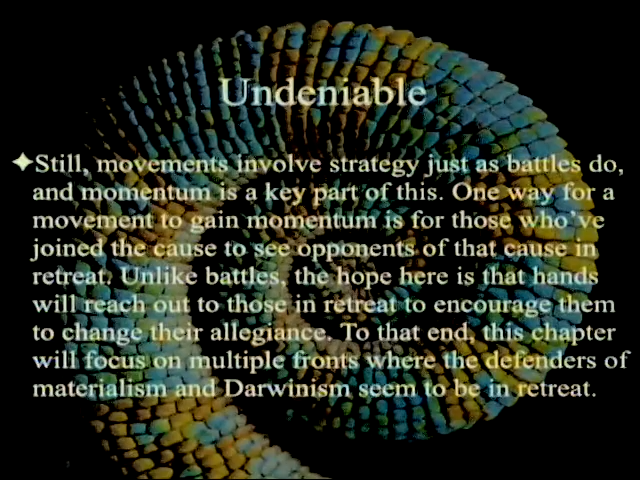 Undeniable
✦Still, movements involve strategy just as battles do,
and momentum is a key part of this. One way for a
movement to gain momentum is for those who've
joined the cause to see opponents of that cause in
retreat. Unlike battles, the hope here is that hands
will reach out to those in retreat to encourage them
to change their allegiance. To that end, this chapter
will focus on multiple fronts where the defenders of
materialism and Darwinism seem to be in retreat.